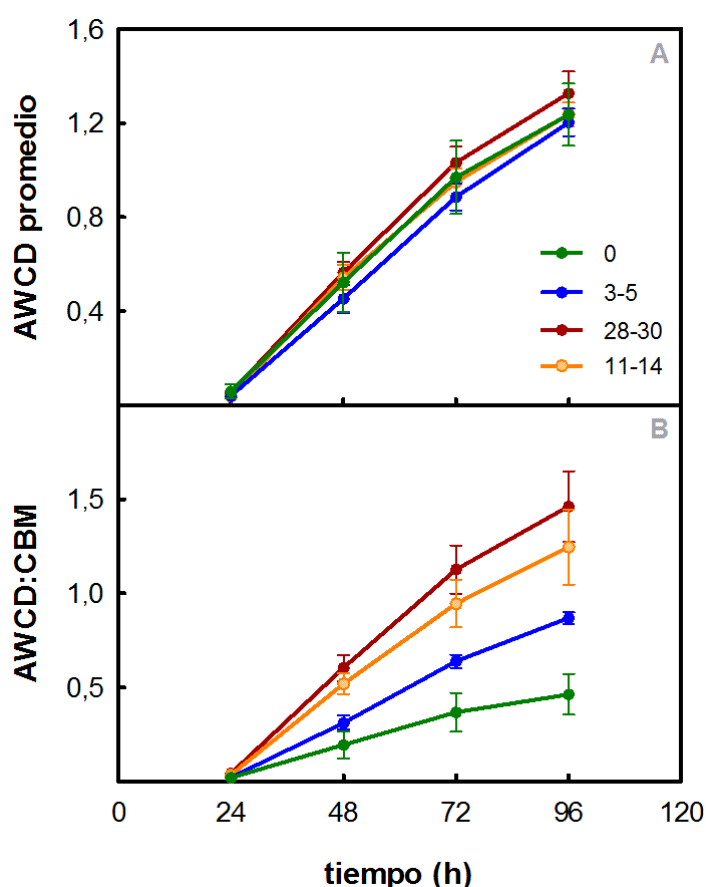 A
1,6
1,2
0,8
0,4
AWCD promedio
0
3-5
28-30
11-14
B
1,5
1,0
0,5
AWCD:CBM
0 24 48 72 96 120
tiempo (h)